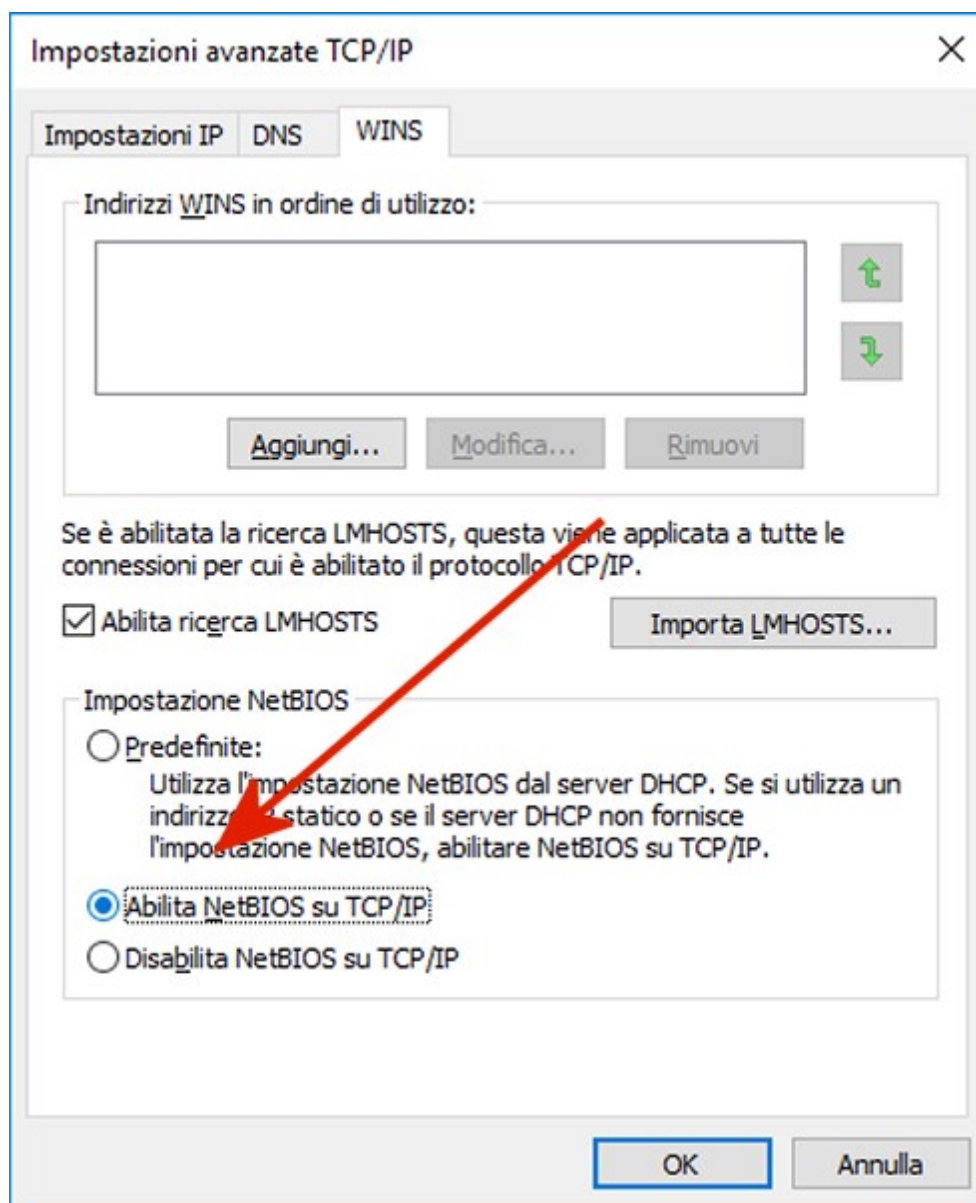 Impostazioni avanzate TCP/IP
Impostazioni IP
DNS
WINS
Indirizzi WINS in ordine di utilizzo:
Aggiungi...
Modifica...
Rimuovi
Se è abilitata la ricerca LMHOSTS, questa viene applicata a tutte le
connessioni per cui è abilitato il protocollo TCP/IP.
Abilita ricerca LMHOSTS
Importa LMHOSTS...
Impostazione NetBIOS
Predefinite:
Utilizza l'impostazione NetBIOS dal server DHCP. Se si utilizza un
indirizzo IP statico o se il server DHCP non fornisce
l'impostazione NetBIOS, abilitare NetBIOS su TCP/IP.
Abilita NetBIOS su TCP/IP
Disabilita NetBIOS su TCP/IP
OK
Annulla